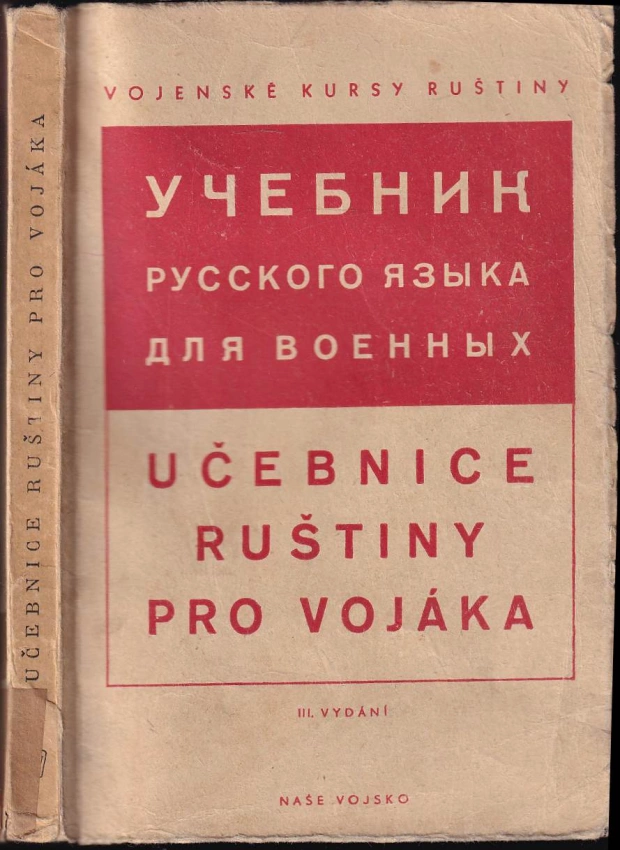 UČEBNICE RUŠTINY PRO VOJÁKA
VOJENSKÉ KURSY RUŠTINY
УЧЕБНИК
РУССКОГО ЯЗЫКА
ДЛЯ ВОЕННЫХ
UČEBNICE
RUŠTINY
PRO VOJÁKA
III. VYDÁNÍ
NAŠE VOJSKO